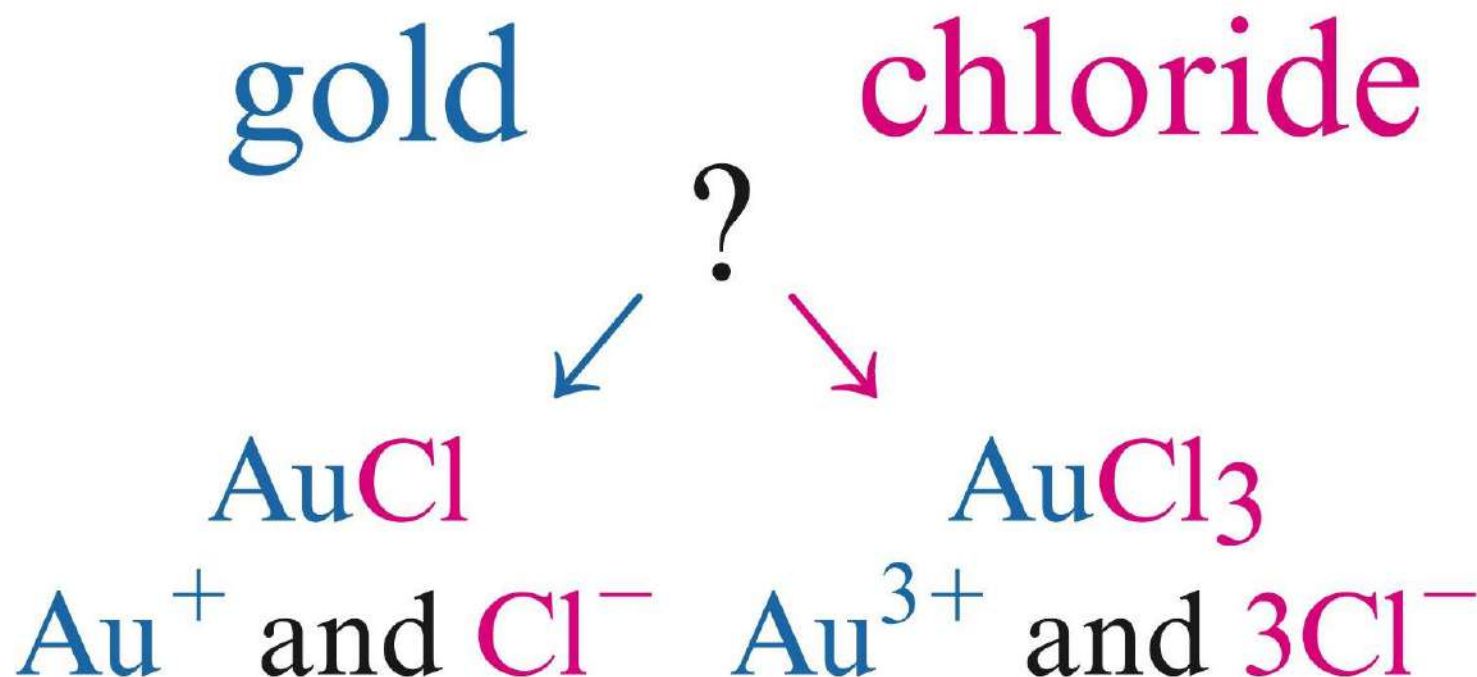 gold chloride
?
AuCl AuCl₃
Au⁺ and Cl⁻ Au³⁺ and 3Cl⁻